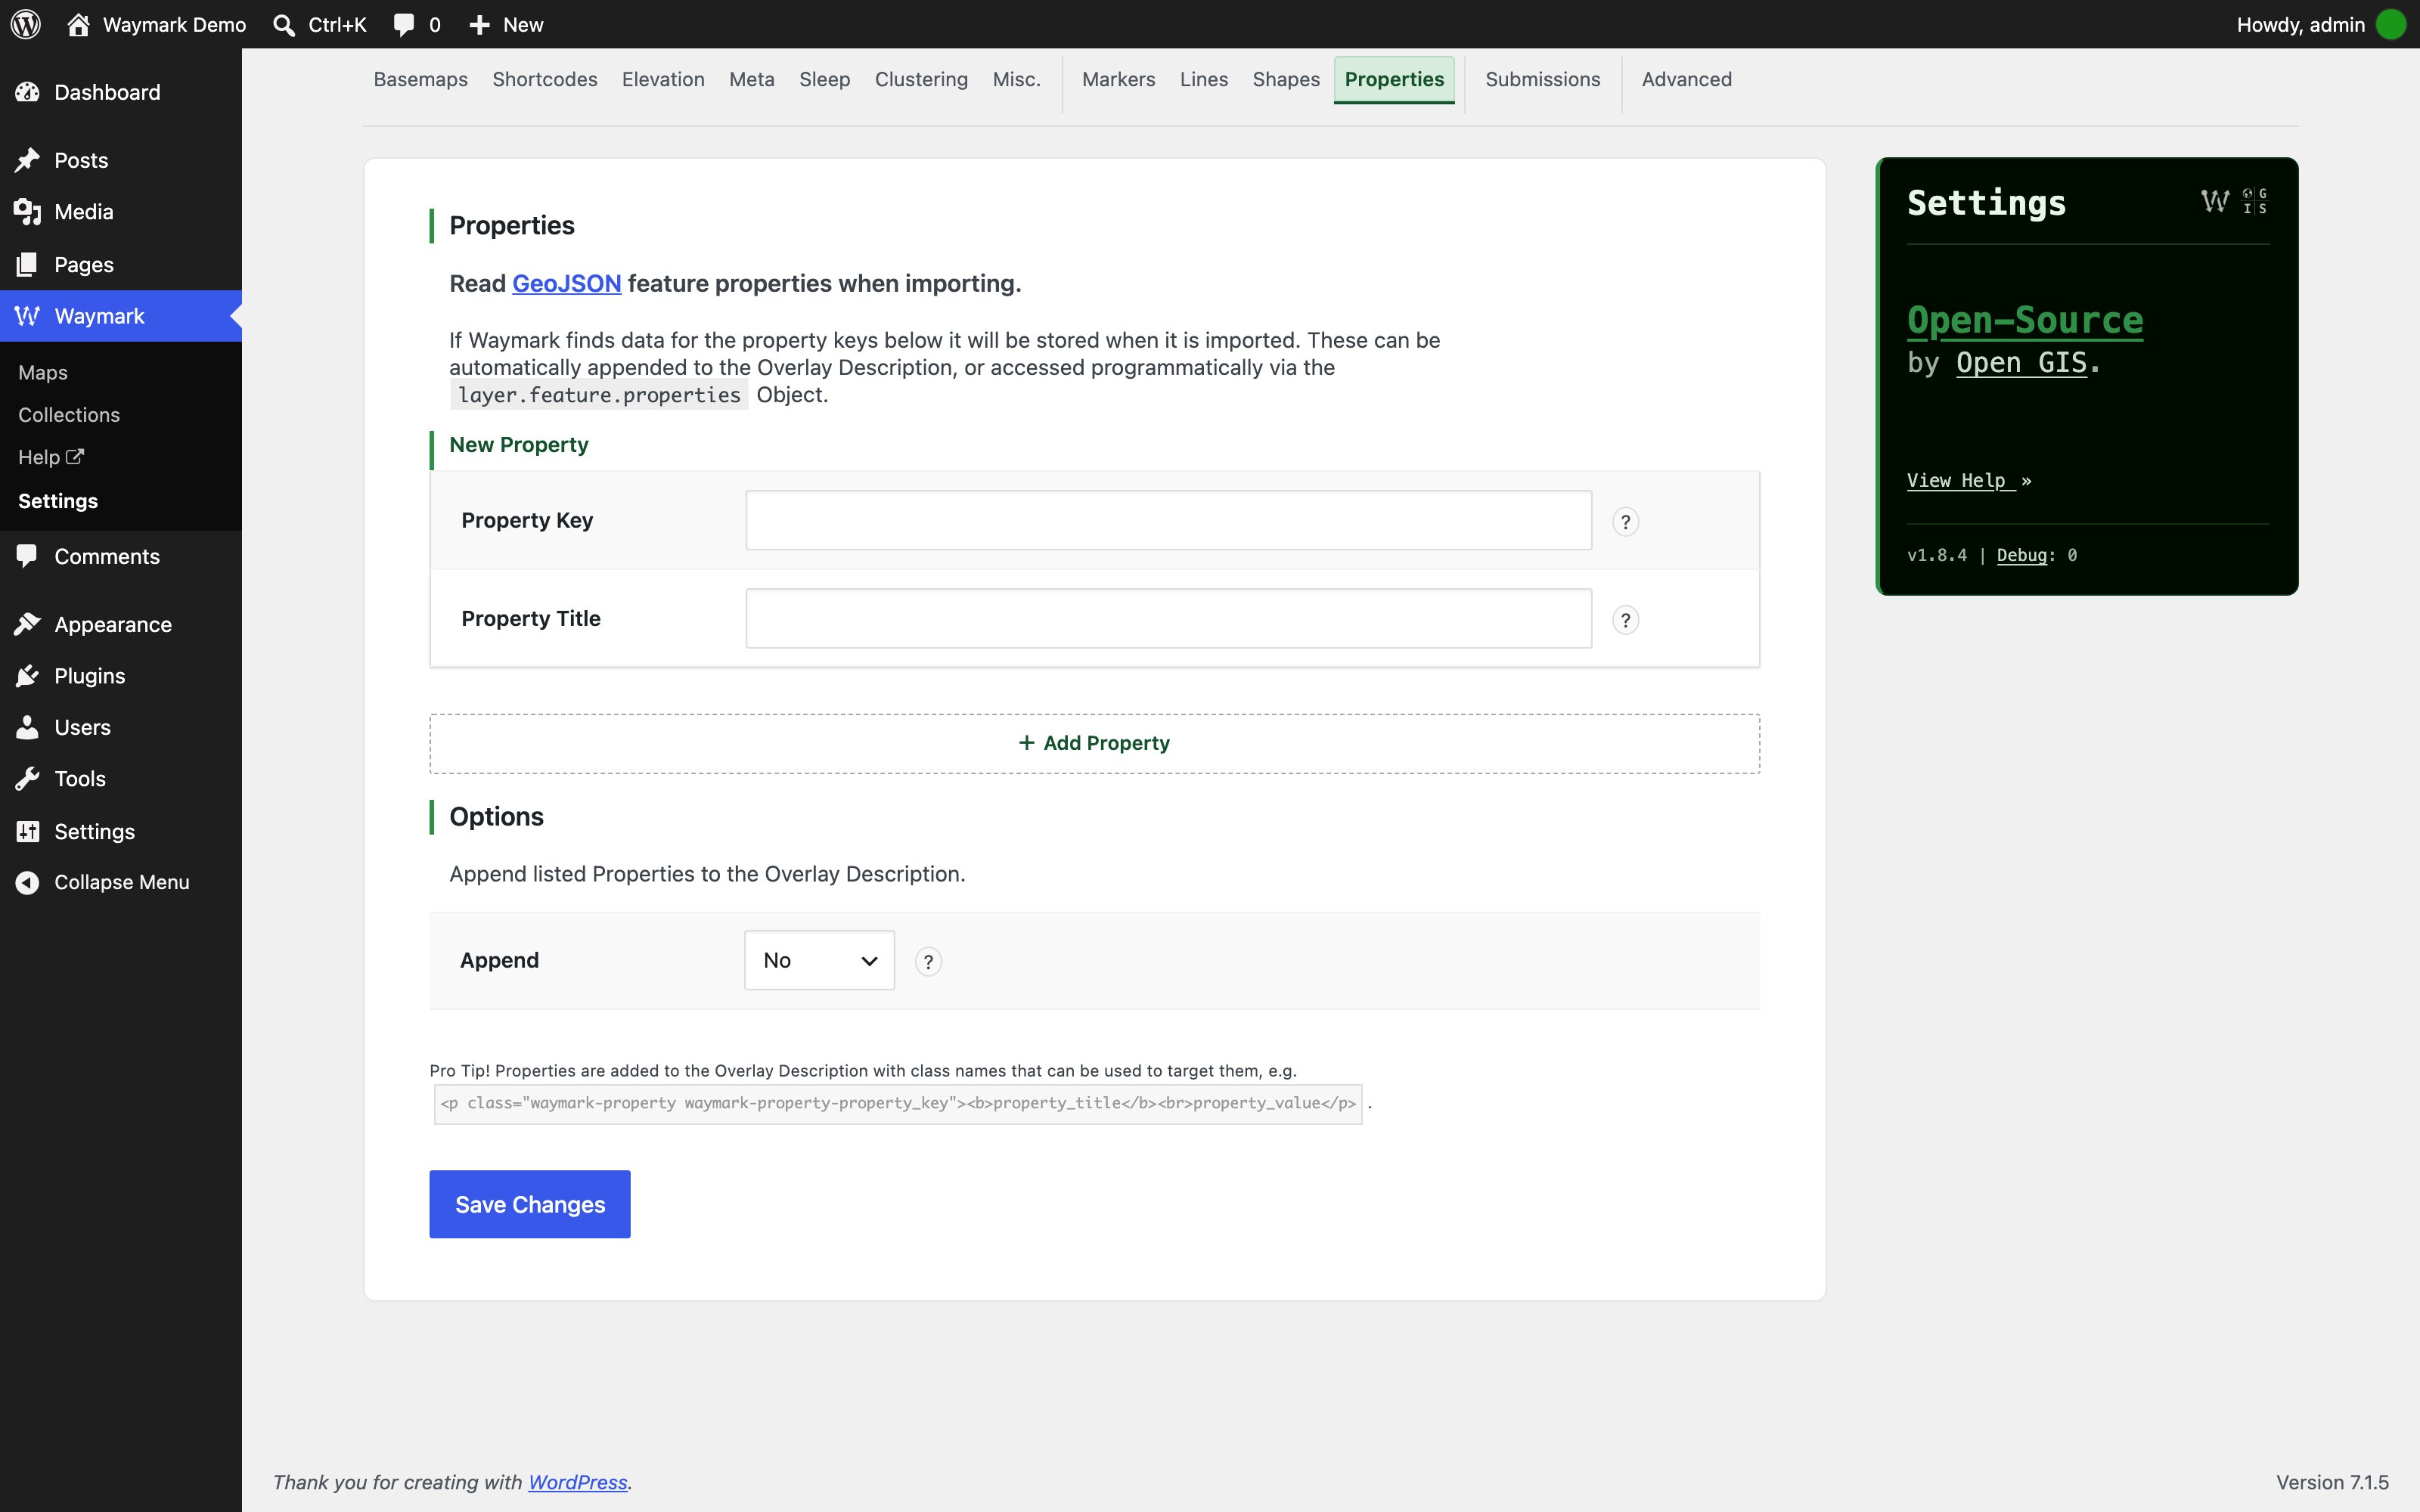 Waymark Demo
Ctrl+K
0
New
Howdy, admin
Dashboard
Posts
Media
Pages
Waymark
Maps
Collections
Help
Settings
Comments
Appearance
Plugins
Users
Tools
Settings
Collapse Menu
Basemaps
Shortcodes
Elevation
Meta
Sleep
Clustering
Misc.
Markers
Lines
Shapes
Properties
Submissions
Advanced
Properties
Read GeoJSON feature properties when importing.
If Waymark finds data for the property keys below it will be stored when it is imported. These can be
automatically appended to the Overlay Description, or accessed programmatically via the
layer.feature.properties Object.
New Property
Property Key
?
Property Title
?
+ Add Property
Options
Append listed Properties to the Overlay Description.
Append
No
?
Pro Tip! Properties are added to the Overlay Description with class names that can be used to target them, e.g.
<p class="waymark-property waymark-property-property_key"><b>property_title</b><br>property_value</p> .
Save Changes
Settings
G
I S
Open-Source
by Open GIS.
View Help »
v1.8.4 | Debug: 0
Thank you for creating with WordPress.
Version 7.1.5